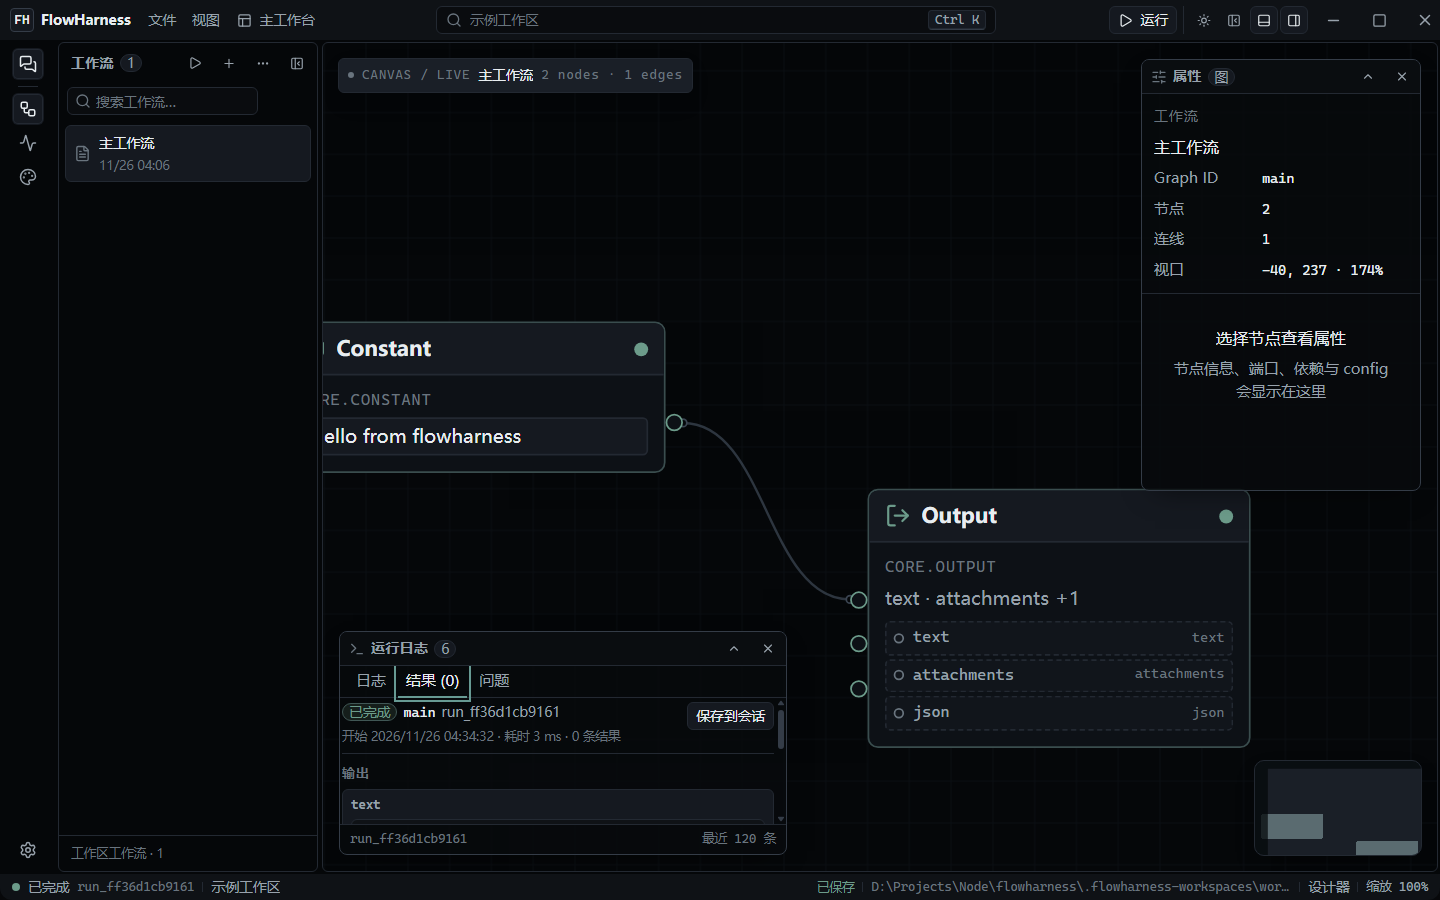 FH FlowHarness 文件 视图 主工作台 示例工作区 Ctrl K 运行
工作流 1
搜索工作流...
主工作流
11/26 04:06
工作区工作流 · 1
CANVAS / LIVE 主工作流 2 nodes · 1 edges
Constant
RE.CONSTANT
ello from flowharness
Output
CORE.OUTPUT
text · attachments +1
text text
attachments attachments
json json
属性 图
工作流
主工作流
Graph ID main
节点 2
连线 1
视口 -40, 237 · 174%
选择节点查看属性
节点信息、端口、依赖与 config
会显示在这里
运行日志 6
日志 结果 (0) 问题
已完成 main run_ff36d1cb9161 保存到会话
开始 2026/11/26 04:34:32 · 耗时 3 ms · 0 条结果
输出
text
run_ff36d1cb9161 最近 120 条
已完成 run_ff36d1cb9161 示例工作区 已保存 D:\Projects\Node\flowharness\.flowharness-workspaces\wor… 设计器 缩放 100%